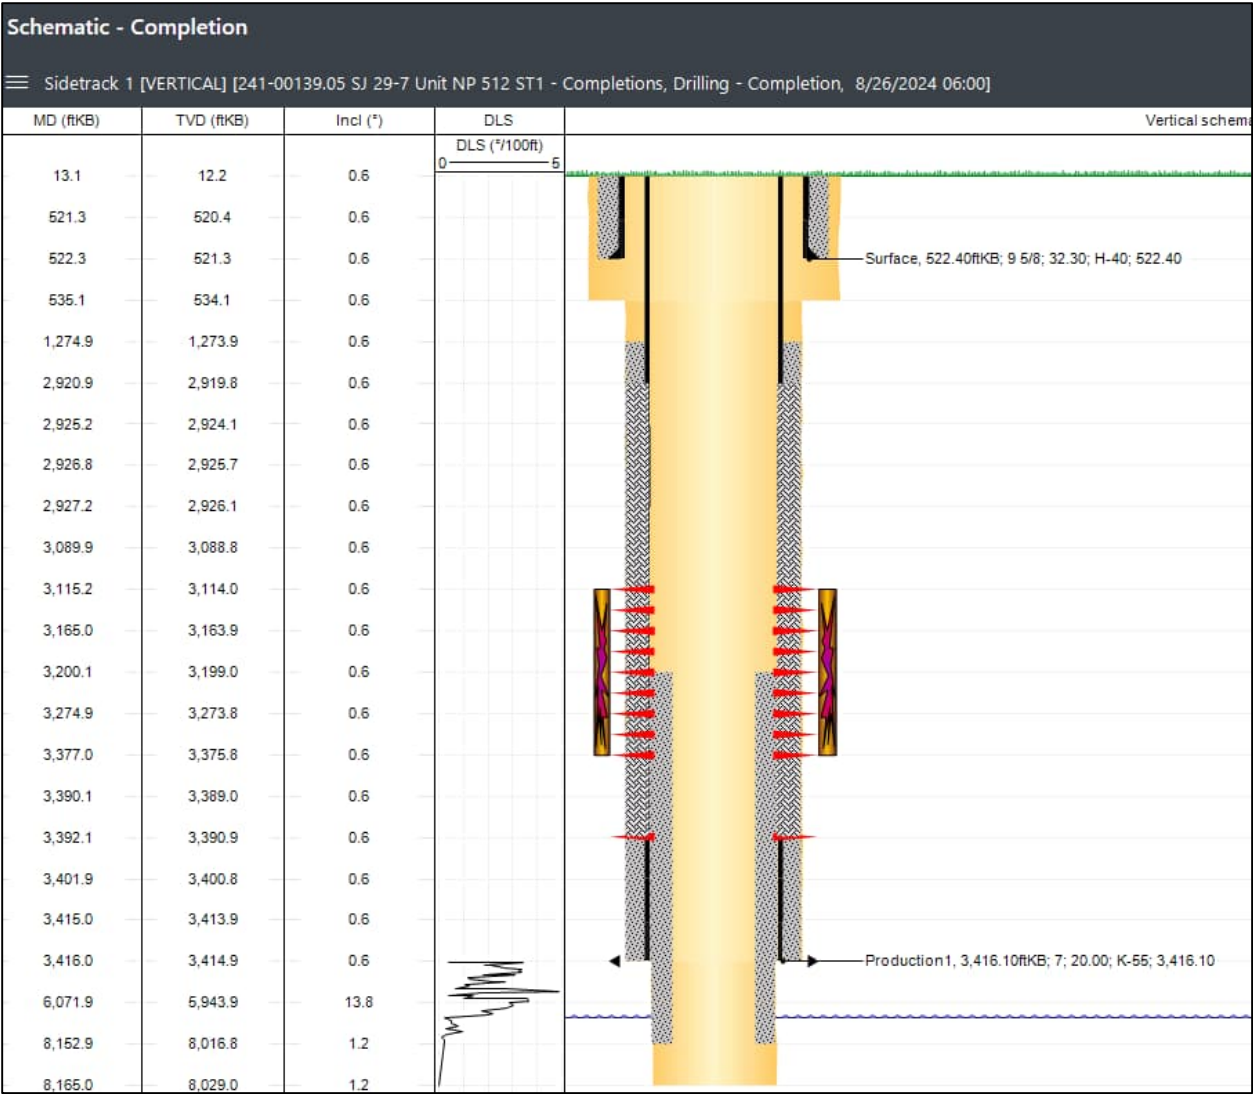 Schematic - Completion
Sidetrack 1 [VERTICAL] [241-00139.05 SJ 29-7 Unit NP 512 ST1 - Completions, Drilling - Completion, 8/26/2024 06:00]
MD (ftKB) TVD (ftKB) Incl (°) DLS Vertical schema
DLS (°/100ft)
0 5
13.1 12.2 0.6
521.3 520.4 0.6
522.3 521.3 0.6 Surface, 522.40ftKB; 9 5/8; 32.30; H-40; 522.40
535.1 534.1 0.6
1,274.9 1,273.9 0.6
2,920.9 2,919.8 0.6
2,925.2 2,924.1 0.6
2,926.8 2,925.7 0.6
2,927.2 2,926.1 0.6
3,089.9 3,088.8 0.6
3,115.2 3,114.0 0.6
3,165.0 3,163.9 0.6
3,200.1 3,199.0 0.6
3,274.9 3,273.8 0.6
3,377.0 3,375.8 0.6
3,390.1 3,389.0 0.6
3,392.1 3,390.9 0.6
3,401.9 3,400.8 0.6
3,415.0 3,413.9 0.6
3,416.0 3,414.9 0.6 Production1, 3,416.10ftKB; 7; 20.00; K-55; 3,416.10
6,071.9 5,943.9 13.8
8,152.9 8,016.8 1.2
8,165.0 8,029.0 1.2